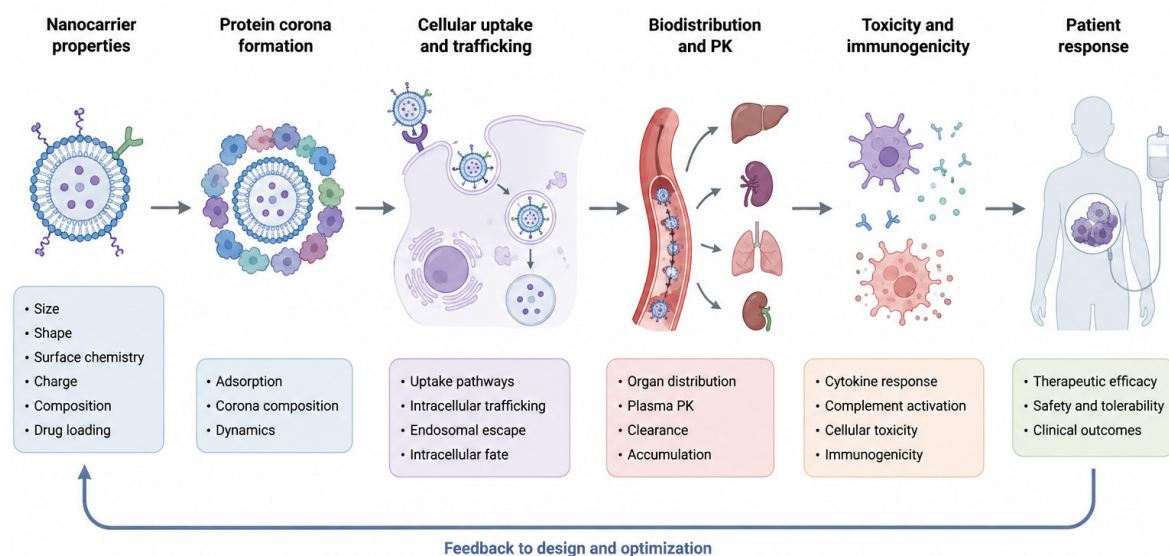 Nanocarrier
properties
Protein corona
formation
Cellular uptake
and trafficking
Biodistribution
and PK
Toxicity and
immunogenicity
Patient
response
• Size
• Shape
• Surface chemistry
• Charge
• Composition
• Drug loading
• Adsorption
• Corona composition
• Dynamics
• Uptake pathways
• Intracellular trafficking
• Endosomal escape
• Intracellular fate
• Organ distribution
• Plasma PK
• Clearance
• Accumulation
• Cytokine response
• Complement activation
• Cellular toxicity
• Immunogenicity
• Therapeutic efficacy
• Safety and tolerability
• Clinical outcomes
Feedback to design and optimization